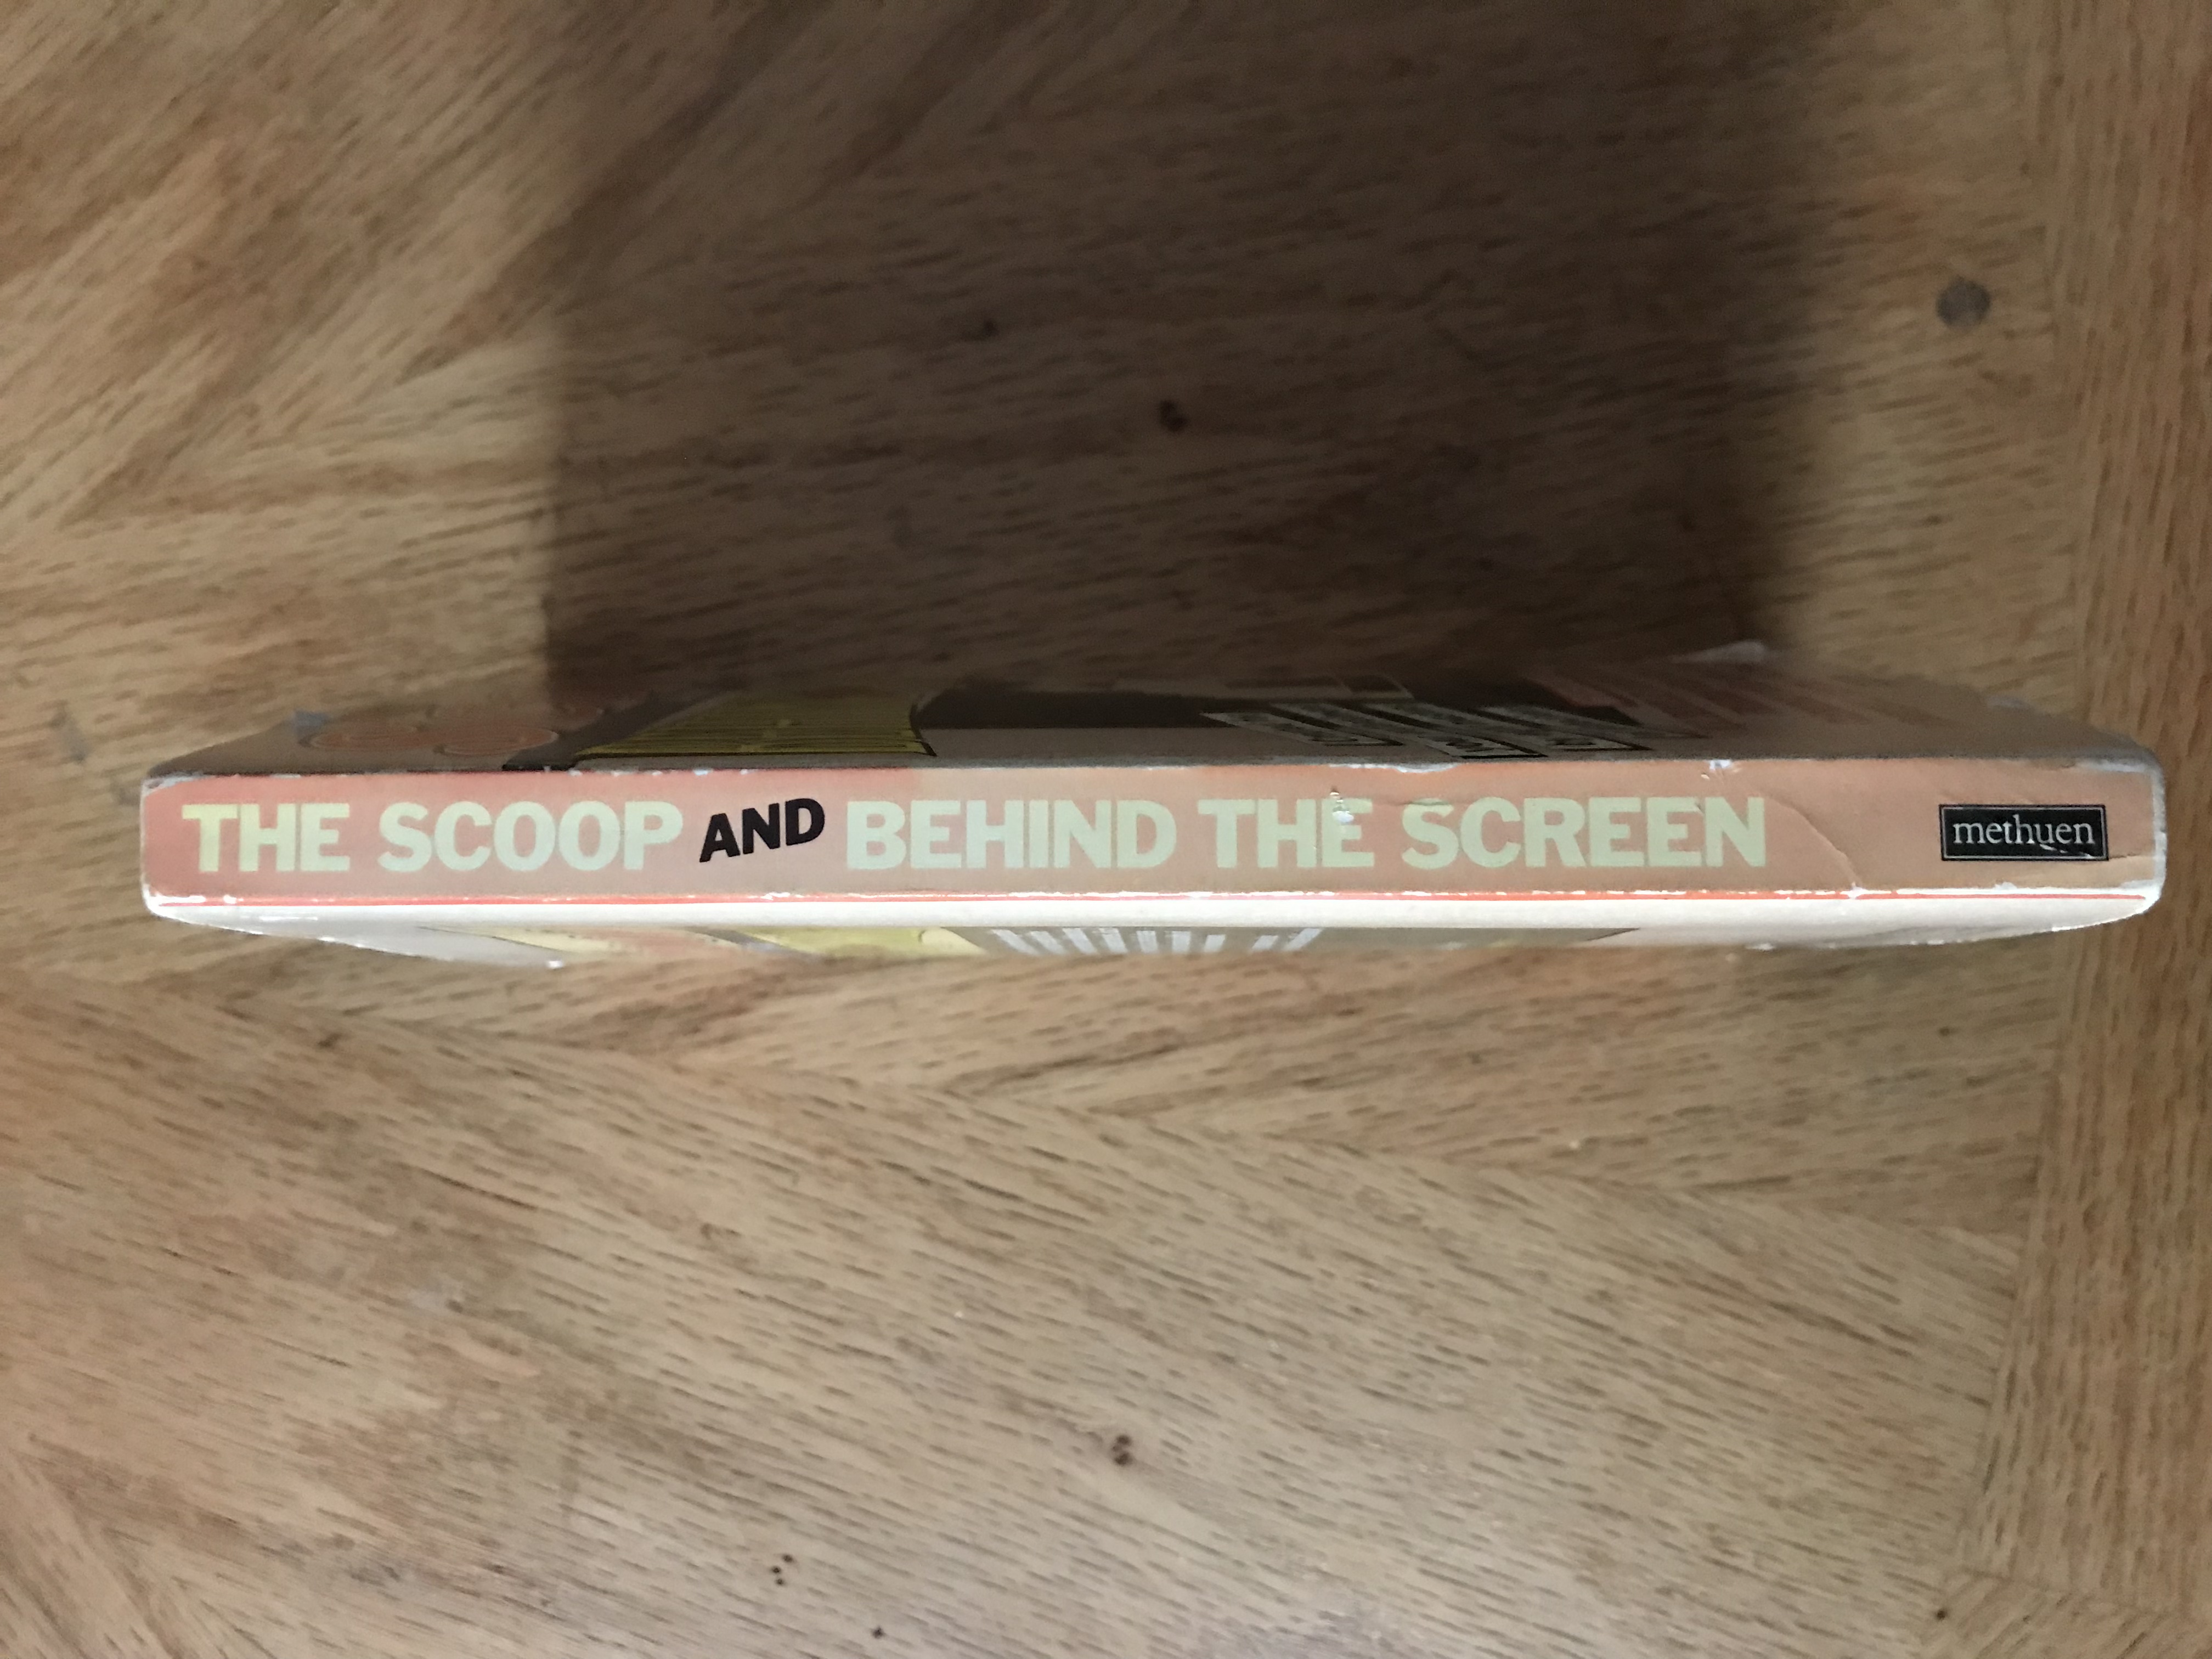 THE SCOOP AND BEHIND THE SCREEN
methuen